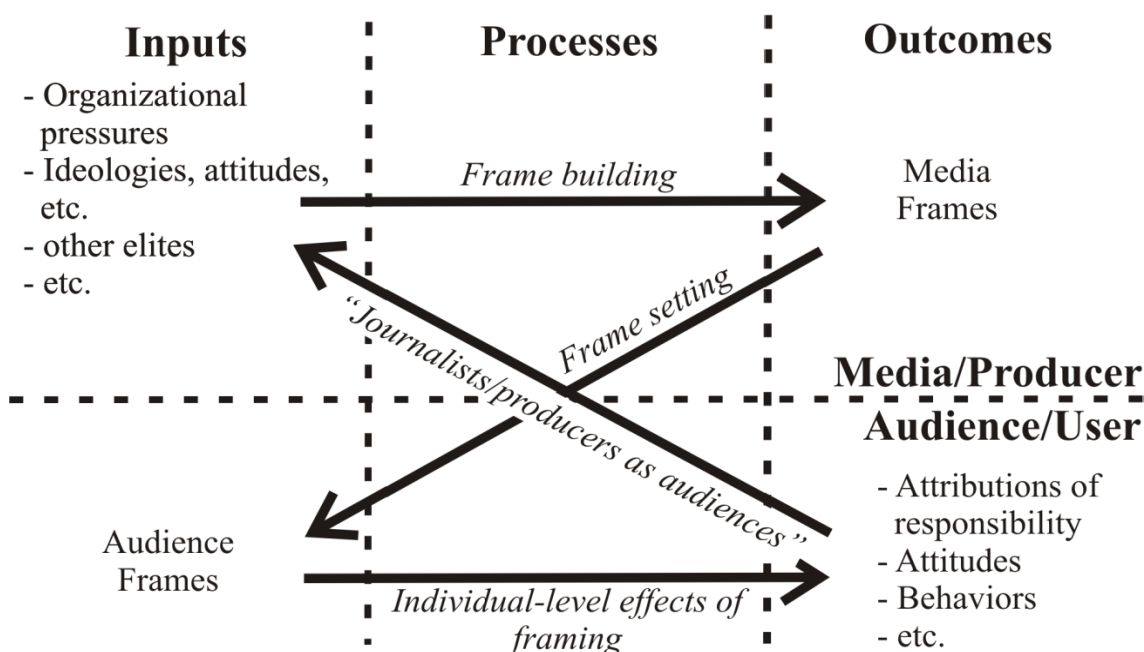 Inputs
Processes
Outcomes
- Organizational
pressures
- Ideologies, attitudes,
etc.
- other elites
- etc.
Frame building
Media
Frames
Frame setting
“Journalists/producers as audiences”
Media/Producer
Audience/User
Audience
Frames
Individual-level effects of
framing
- Attributions of
responsibility
- Attitudes
- Behaviors
- etc.